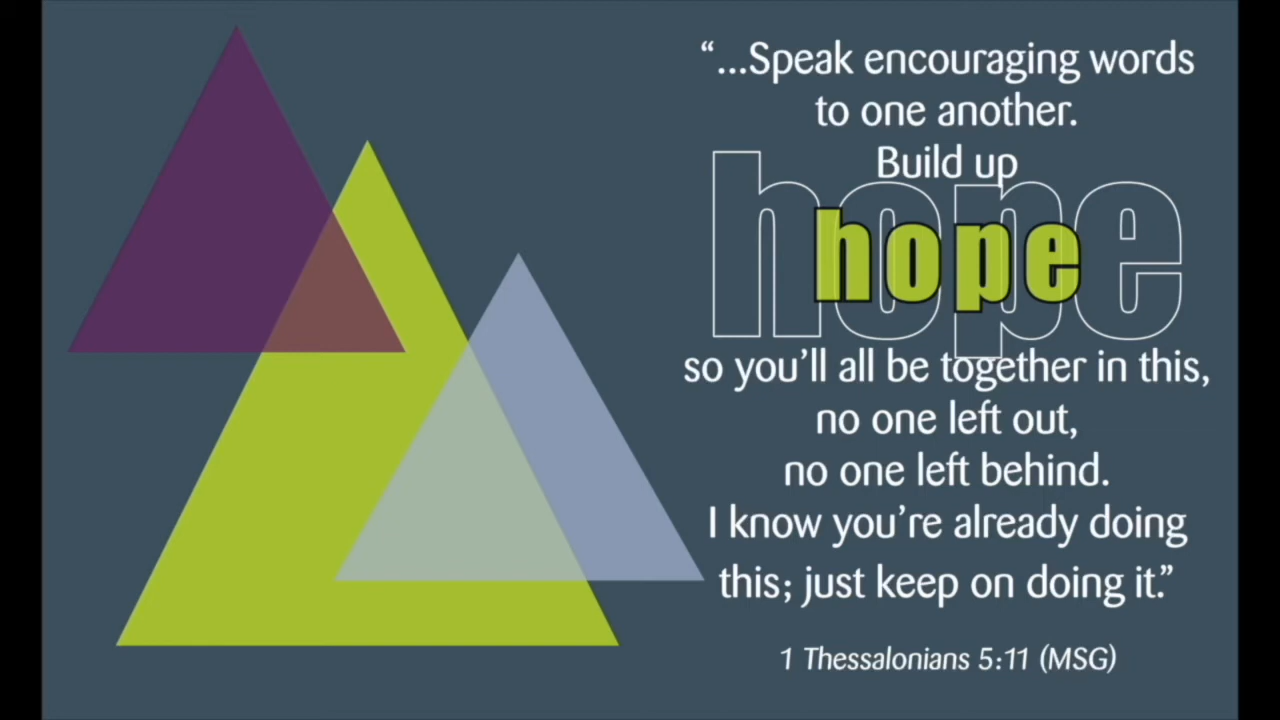 “...Speak encouraging words
to one another.
Build up
hope
hope
so you’ll all be together in this,
no one left out,
no one left behind.
I know you’re already doing
this; just keep on doing it.”
1 Thessalonians 5:11 (MSG)